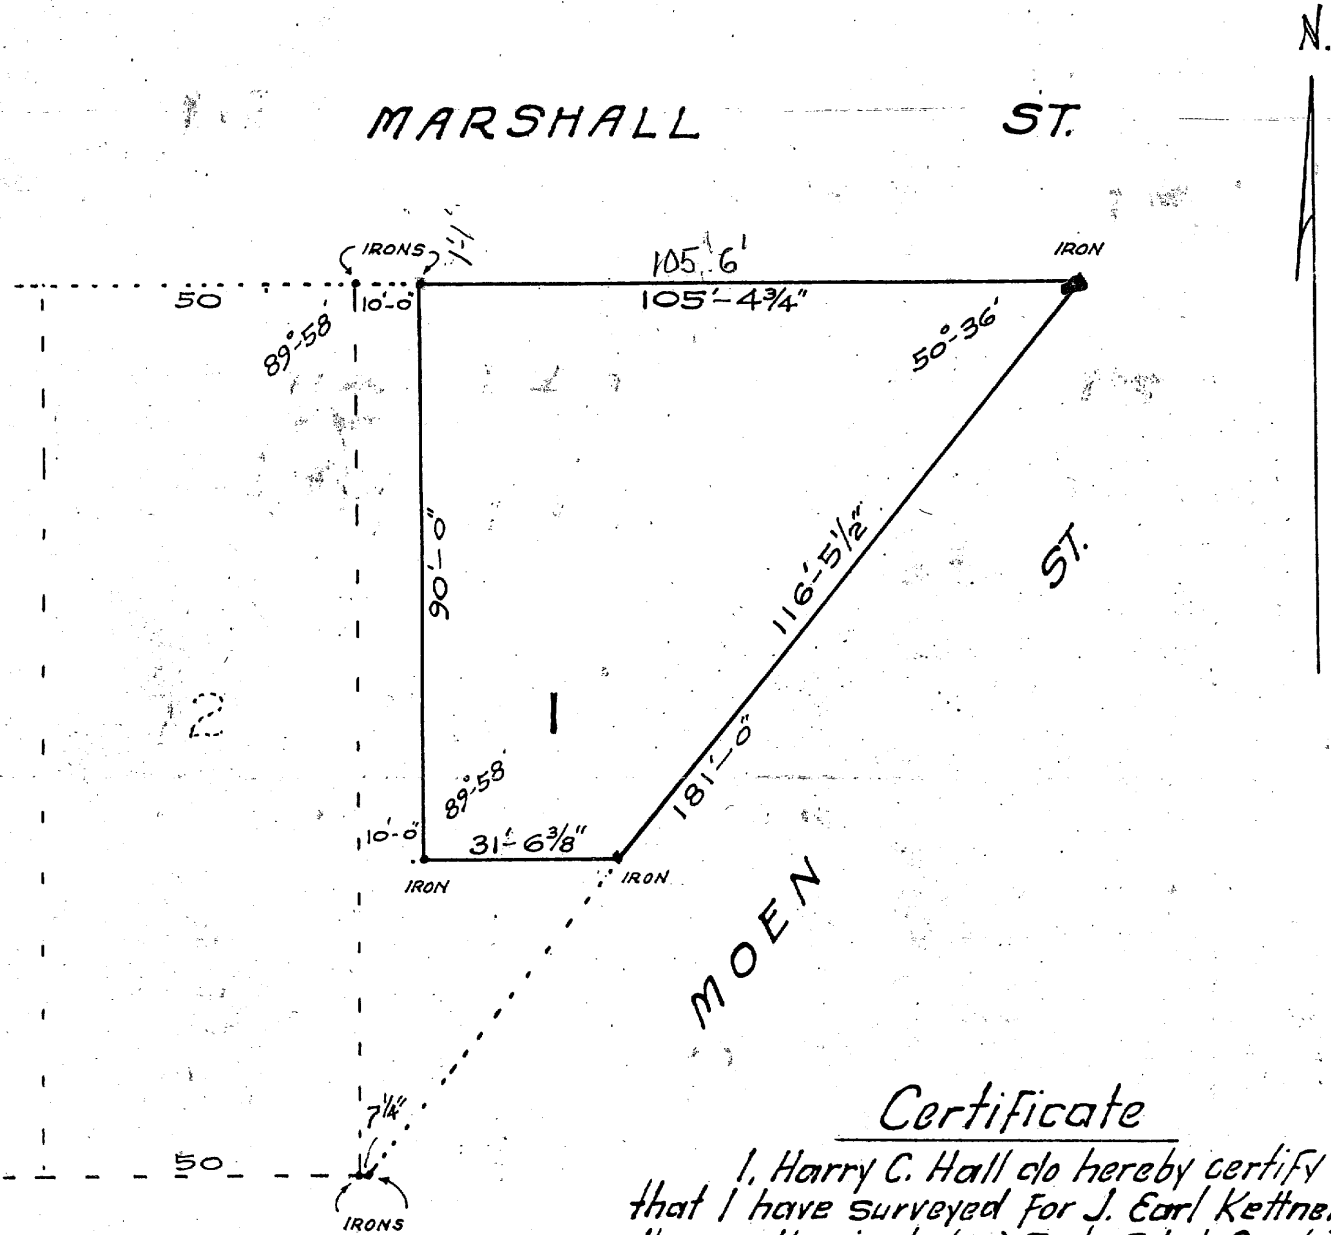 N.
MARSHALL ST.
IRONS
1'-1"
105.6'
IRON
50
10'-0"
105'-4¾"
89°-58'
50°-36'
90'-0"
116'-5½"
ST.
2
1
181'-0"
89°-58'
10'-0"
31'-6⅜"
IRON
IRON
MOEN
7¼"
50
IRONS
Certificate
I, Harry C. Hall do hereby certify
that I have surveyed for J. Earl Kettne